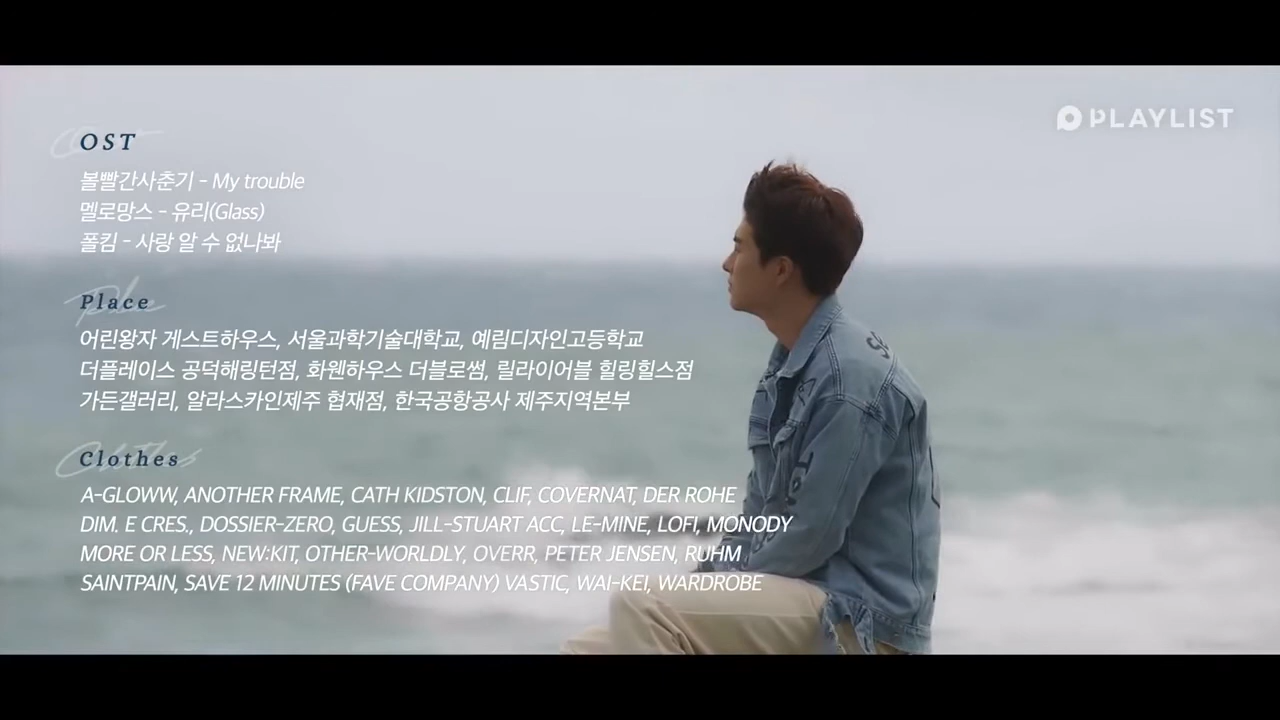 PLAYLIST
OST
볼빨간사춘기 - My trouble
멜로망스 - 유리(Glass)
폴킴 - 사랑 알 수 없나봐
Place
어린왕자 게스트하우스, 서울과학기술대학교, 예림디자인고등학교
더플레이스 공덕해링턴점, 화웬하우스 더블로썸, 릴라이어블 힐링힐스점
가든갤러리, 알라스카인제주 협재점, 한국공항공사 제주지역본부
Clothes
A-GLOWW, ANOTHER FRAME, CATH KIDSTON, CLIF, COVERNAT, DER ROHE
DIM. E CRES., DOSSIER-ZERO, GUESS, JILL-STUART ACC, LE-MINE, LOFI, MONODY
MORE OR LESS, NEW:KIT, OTHER-WORLDLY, OVERR, PETER JENSEN, RUHM
SAINTPAIN, SAVE 12 MINUTES (FAVE COMPANY) VASTIC, WAI-KEI, WARDROBE